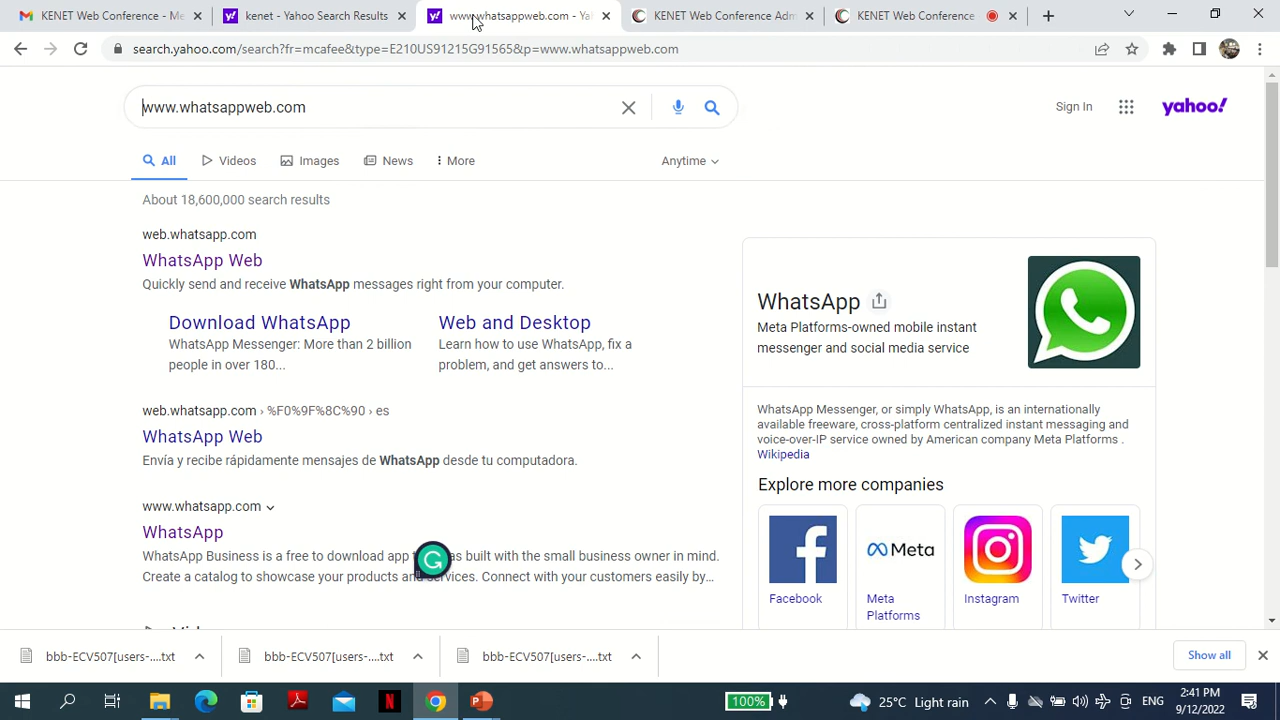 KENET Web Conference - Me
kenet - Yahoo Search Results
www.whatsappweb.com - Ya
KENET Web Conference Adm
KENET Web Conference
search.yahoo.com/search?fr=mcafee&type=E210US91215G91565&p=www.whatsappweb.com
www.whatsappweb.com
Sign In
yahoo!
All
Videos
Images
News
More
Anytime
About 18,600,000 search results
web.whatsapp.com
WhatsApp Web
Quickly send and receive WhatsApp messages right from your computer.
Download WhatsApp
WhatsApp Messenger: More than 2 billion
people in over 180...
Web and Desktop
Learn how to use WhatsApp, fix a
problem, and get answers to...
web.whatsapp.com › %F0%9F%8C%90 › es
WhatsApp Web
Envía y recibe rápidamente mensajes de WhatsApp desde tu computadora.
www.whatsapp.com
WhatsApp
WhatsApp Business is a free to download app built with the small business owner in mind.
Create a catalog to showcase your products and services. Connect with your customers easily by...
WhatsApp
Meta Platforms-owned mobile instant
messenger and social media service
WhatsApp Messenger, or simply WhatsApp, is an internationally
available freeware, cross-platform centralized instant messaging and
voice-over-IP service owned by American company Meta Platforms .
Wikipedia
Explore more companies
Meta
Facebook
Meta
Platforms
Instagram
Twitter
bbb-EcV507[users-....txt
bbb-ECV507[users-....txt
bbb-ECV507[users-....txt
Show all
100%
25°C Light rain
ENG
2:41 PM
9/12/2022